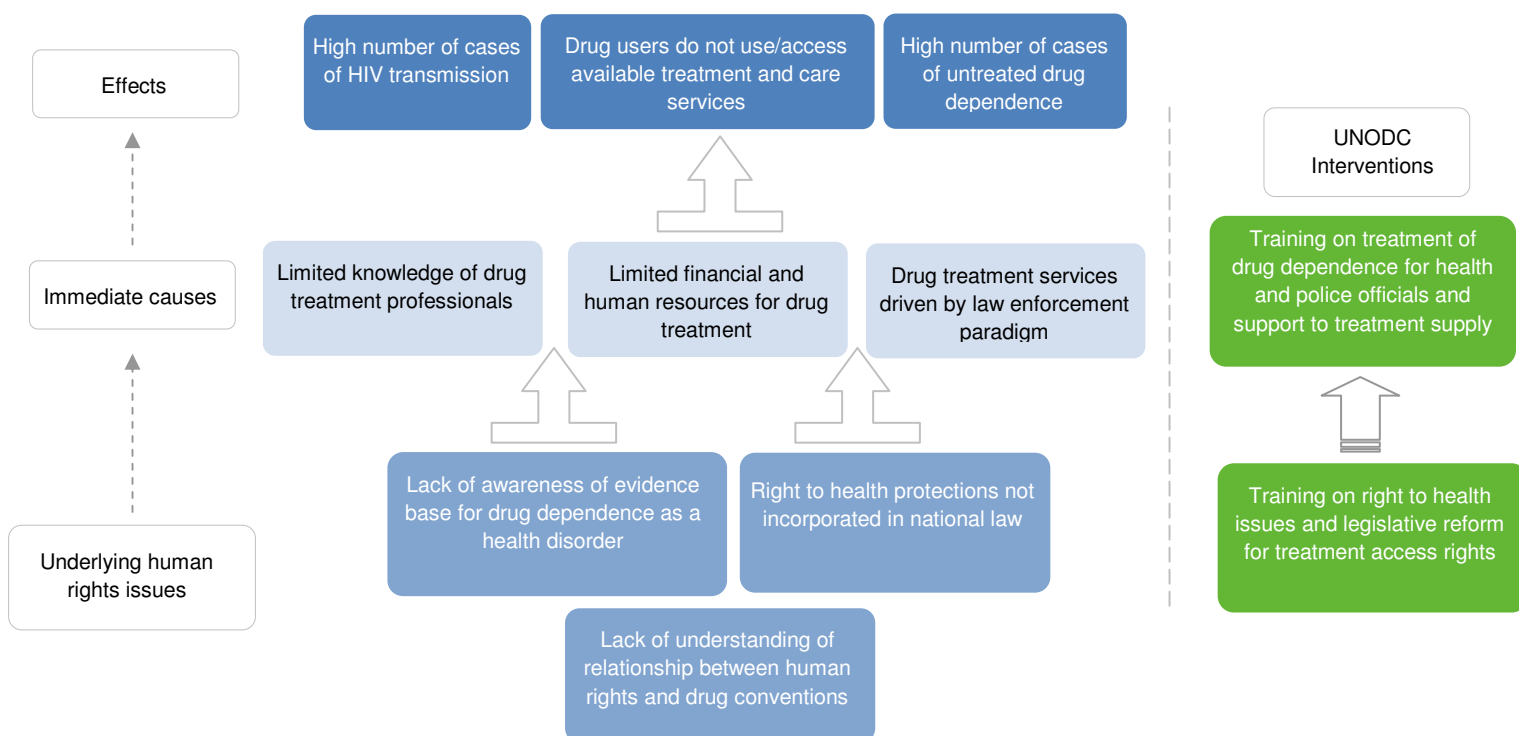 Effects
High number of cases
of HIV transmission
Drug users do not use/access
available treatment and care
services
High number of cases
of untreated drug
dependence
UNODC
Interventions
Immediate causes
Limited knowledge of drug
treatment professionals
Limited financial and
human resources for drug
treatment
Drug treatment services
driven by law enforcement
paradigm
Training on treatment of
drug dependence for health
and police officials and
support to treatment supply
Underlying human
rights issues
Lack of awareness of evidence
base for drug dependence as a
health disorder
Right to health protections not
incorporated in national law
Training on right to health
issues and legislative reform
for treatment access rights
Lack of understanding of
relationship between human
rights and drug conventions